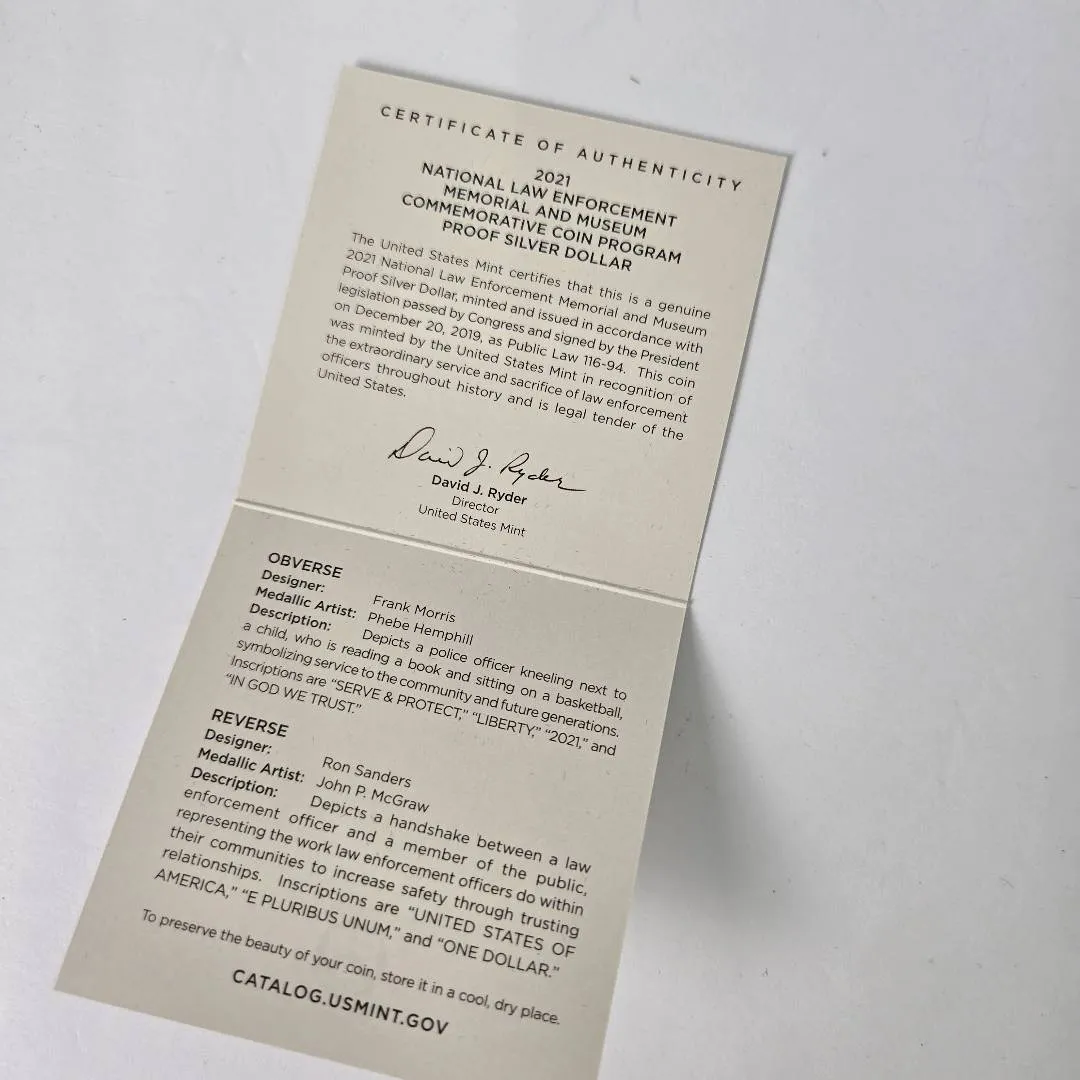 CERTIFICATE OF AUTHENTICITY
2021
NATIONAL LAW ENFORCEMENT
MEMORIAL AND MUSEUM
COMMEMORATIVE COIN PROGRAM
PROOF SILVER DOLLAR
The United States Mint certifies that this is a genuine
2021 National Law Enforcement Memorial and Museum
Proof Silver Dollar, minted and issued in accordance with
legislation passed by Congress and signed by the President
on December 20, 2019, as Public Law 116-94. This coin
was minted by the United States Mint in recognition of
the extraordinary service and sacrifice of law enforcement
officers throughout history and is legal tender of the
United States.
David J. Ryder
David J. Ryder
Director
United States Mint
OBVERSE
Designer: Frank Morris
Medallic Artist: Phebe Hemphill
Description: Depicts a police officer kneeling next to
a child, who is reading a book and sitting on a basketball,
symbolizing service to the community and future generations.
Inscriptions are “SERVE & PROTECT,” “LIBERTY,” “2021,” and
“IN GOD WE TRUST.”
REVERSE
Designer: Ron Sanders
Medallic Artist: John P. McGraw
Description: Depicts a handshake between a law
enforcement officer and a member of the public,
representing the work law enforcement officers do within
their communities to increase safety through trusting
relationships. Inscriptions are “UNITED STATES OF
AMERICA,” “E PLURIBUS UNUM,” and “ONE DOLLAR.”
To preserve the beauty of your coin, store it in a cool, dry place.
CATALOG.USMINT.GOV